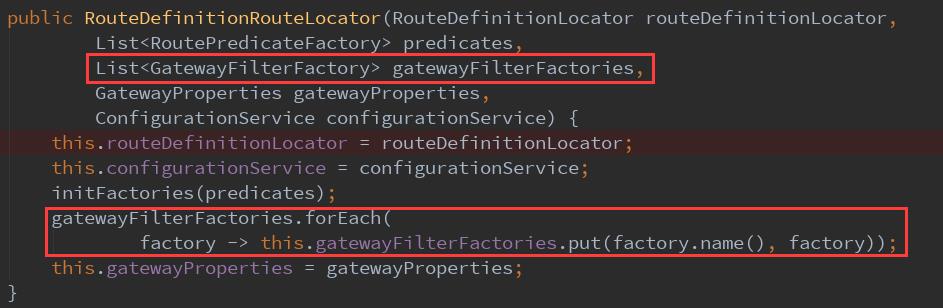 public RouteDefinitionRouteLocator(RouteDefinitionLocator routeDefinitionLocator,
List<RoutePredicateFactory> predicates,
List<GatewayFilterFactory> gatewayFilterFactories,
GatewayProperties gatewayProperties,
ConfigurationService configurationService) {
this.routeDefinitionLocator = routeDefinitionLocator;
this.configurationService = configurationService;
initFactories(predicates);
gatewayFilterFactories.forEach(
factory -> this.gatewayFilterFactories.put(factory.name(), factory));
this.gatewayProperties = gatewayProperties;
}